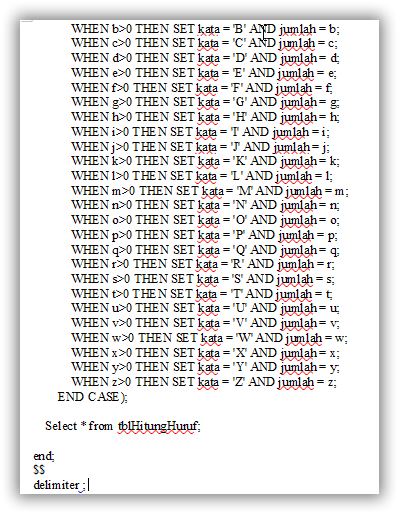 WHEN b>0 THEN SET kata = 'B' AND jumlah = b;
WHEN c>0 THEN SET kata = 'C' AND jumlah = c;
WHEN d>0 THEN SET kata = 'D' AND jumlah = d;
WHEN e>0 THEN SET kata = 'E' AND jumlah = e;
WHEN f>0 THEN SET kata = 'F' AND jumlah = f;
WHEN g>0 THEN SET kata = 'G' AND jumlah = g;
WHEN h>0 THEN SET kata = 'H' AND jumlah = h;
WHEN i>0 THEN SET kata = 'I' AND jumlah = i;
WHEN j>0 THEN SET kata = 'J' AND jumlah = j;
WHEN k>0 THEN SET kata = 'K' AND jumlah = k;
WHEN l>0 THEN SET kata = 'L' AND jumlah = l;
WHEN m>0 THEN SET kata = 'M' AND jumlah = m;
WHEN n>0 THEN SET kata = 'N' AND jumlah = n;
WHEN o>0 THEN SET kata = 'O' AND jumlah = o;
WHEN p>0 THEN SET kata = 'P' AND jumlah = p;
WHEN q>0 THEN SET kata = 'Q' AND jumlah = q;
WHEN r>0 THEN SET kata = 'R' AND jumlah = r;
WHEN s>0 THEN SET kata = 'S' AND jumlah = s;
WHEN t>0 THEN SET kata = 'T' AND jumlah = t;
WHEN u>0 THEN SET kata = 'U' AND jumlah = u;
WHEN v>0 THEN SET kata = 'V' AND jumlah = v;
WHEN w>0 THEN SET kata = 'W' AND jumlah = w;
WHEN x>0 THEN SET kata = 'X' AND jumlah = x;
WHEN y>0 THEN SET kata = 'Y' AND jumlah = y;
WHEN z>0 THEN SET kata = 'Z' AND jumlah = z;
END CASE);
Select * from tblHitungHuruf;
end;
$$
delimiter ;